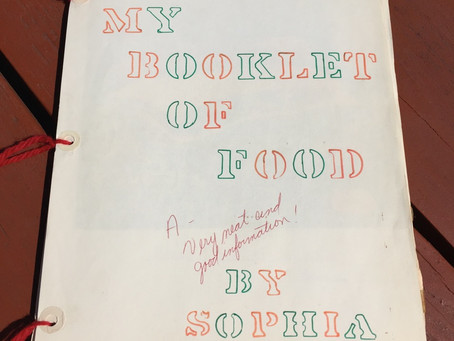 MY
BOOKLET
OF
FOOD
A -
Very neat and
good information!
BY
SOPHIA